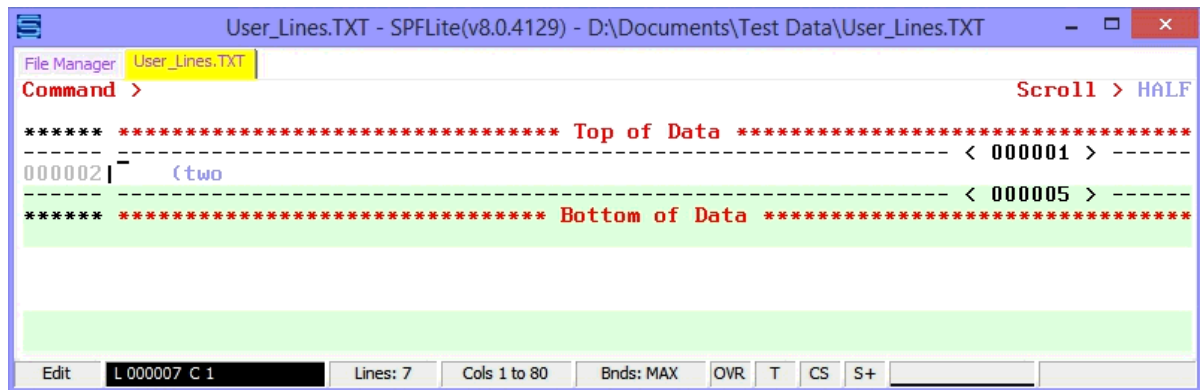 User_Lines.TXT - SPFLite(v8.0.4129) - D:\Documents\Test Data\User_Lines.TXT
File Manager User_Lines.TXT
Command > Scroll > HALF
****** ********************************* Top of Data **********************************
------ -------------------------------------------------------------- < 000001 > ------
000002| (two
------ -------------------------------------------------------------- < 000005 > ------
****** ******************************** Bottom of Data ********************************
Edit L 000007 C 1 Lines: 7 Cols 1 to 80 Bnds: MAX OVR T CS S+